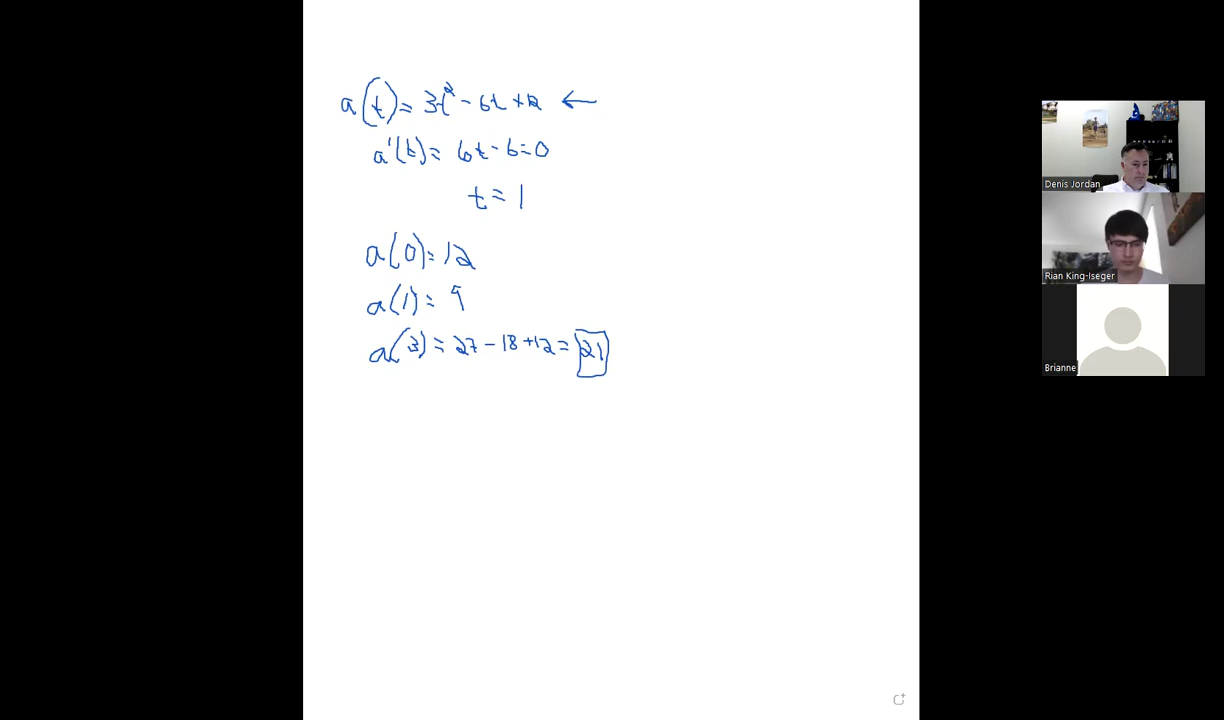 a(t) = 3t² - 6t + 12 ←
a'(t) = 6t - 6 = 0
t = 1
a(0) = 12
a(1) = 9
a(3) = 27 - 18 + 12 = 21
Denis Jordan
Rian King-Iseger
Brianne